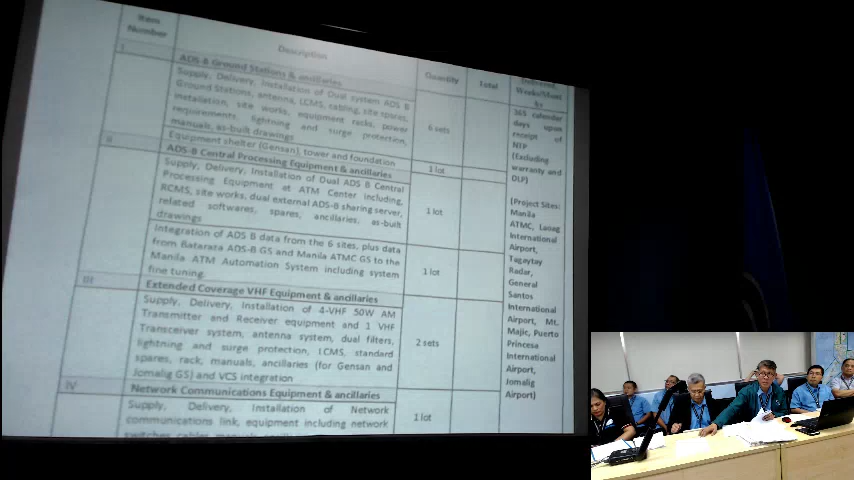 Item
Number
Description
Quantity
Total
Delivered,
Weeks/Mont
hs
I
ADS-B Ground Stations & ancillaries
Supply, Delivery, Installation of Dual system ADS B
Ground Stations, antenna, LCMS, cabling, site spares,
installation, site works, equipment racks, power
requirements, lightning and surge protection,
manuals, as-built drawings
6 sets
Equipment shelter (Gensan), tower and foundation
1 lot
II
ADS-B Central Processing Equipment & ancillaries
Supply, Delivery, Installation of Dual ADS B Central
Processing Equipment at ATM Center including,
RCMS, site works, dual external ADS-B sharing server,
related softwares, spares, ancillaries, as-built
drawings
1 lot
Integration of ADS B data from the 6 sites, plus data
from Bataraza ADS-B GS and Manila ATMC GS to the
Manila ATM Automation System including system
fine tuning.
1 lot
III
Extended Coverage VHF Equipment & ancillaries
Supply, Delivery, Installation of 4-VHF 50W AM
Transmitter and Receiver equipment and 1 VHF
Transceiver system, antenna system, dual filters,
lightning and surge protection, LCMS, standard
spares, rack, manuals, ancillaries (for Gensan and
Jomalig GS) and VCS integration
2 sets
IV
Network Communications Equipment & ancillaries
Supply, Delivery, Installation of Network
communications link, equipment including network
1 lot
365 calendar
days upon
receipt of
NTP
(Excluding
warranty and
DLP)
(Project Sites:
Manila
ATMC, Laoag
International
Airport,
Tagaytay
Radar,
General
Santos
International
Airport, Mt.
Majic, Puerto
Princesa
International
Airport,
Jomalig
Airport)